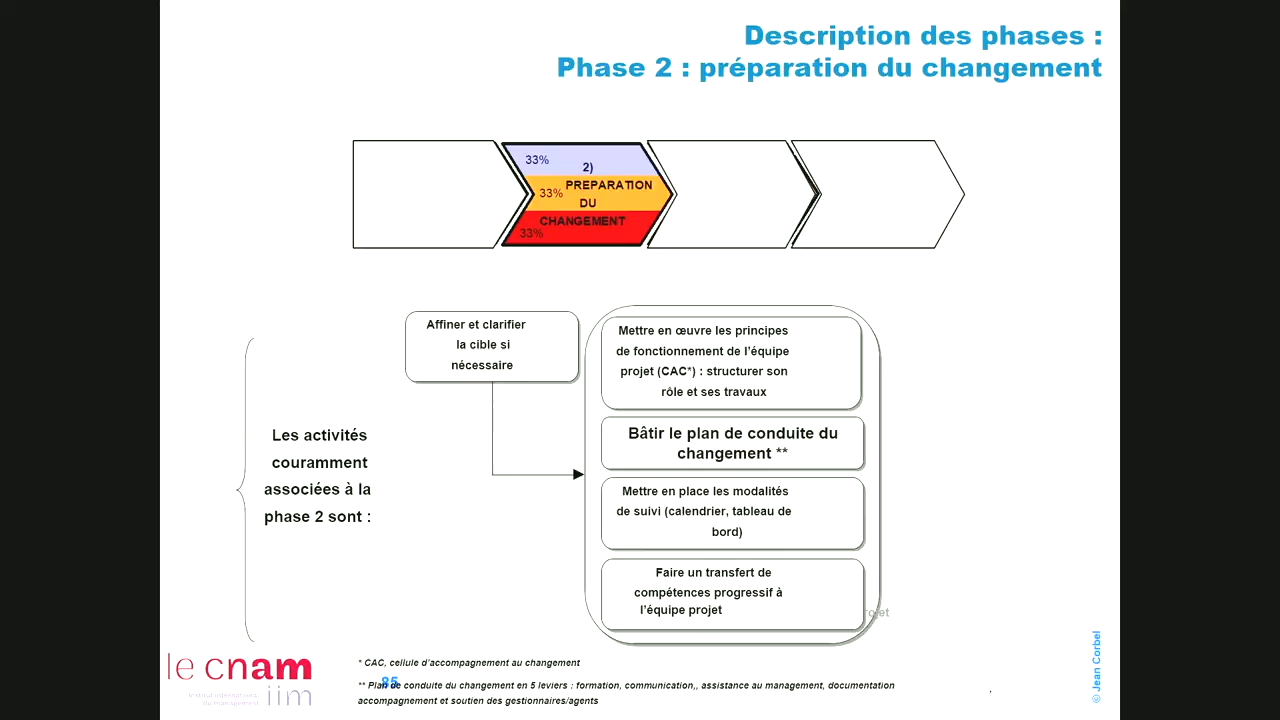 Description des phases :
Phase 2 : préparation du changement
33%
2)
33% PREPARATION
DU
CHANGEMENT
33%
Affiner et clarifier
la cible si
nécessaire
Mettre en œuvre les principes
de fonctionnement de l'équipe
projet (CAC*) : structurer son
rôle et ses travaux
Bâtir le plan de conduite du
changement **
Les activités
couramment
associées à la
phase 2 sont :
Mettre en place les modalités
de suivi (calendrier, tableau de
bord)
Faire un transfert de
compétences progressif à
l'équipe projet
rojet
* CAC, cellule d'accompagnement au changement
85
** Plan de conduite du changement en 5 leviers : formation, communication,, assistance au management, documentation
accompagnement et soutien des gestionnaires/agents
le cnam
iim
© Jean Corbel